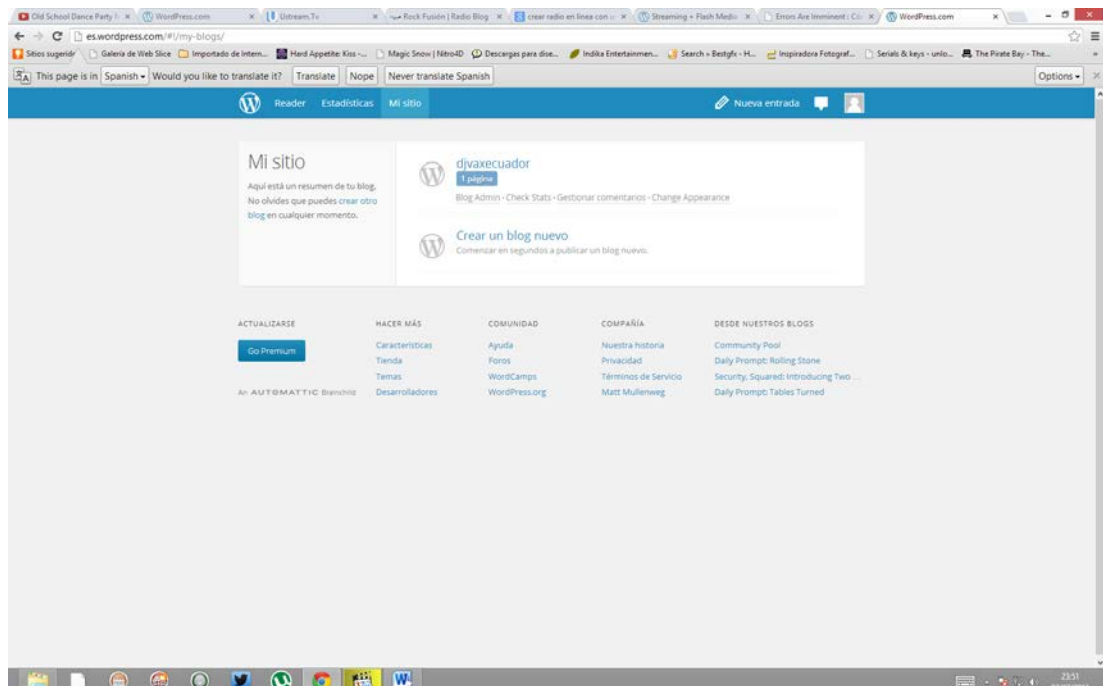 Old School Dance Party
WordPress.com
Ustream.Tv
Rock Fusión | Radio Blog
crear radio en linea con
Streaming + Flash Media
Errors Are Imminent
WordPress.com
es.wordpress.com/#!/my-blogs/
Sitios sugeridos
Galería de Web Slice
Importado de Intern...
Hard Appetite: Kiss -...
Magic Snow | Nitro4D
Descargas para dise...
Indika Entertainmen...
Search » Bestgfx - H...
Inspiradora Fotograf...
Serials & keys - unlo...
The Pirate Bay - The...
This page is in Spanish Would you like to translate it? Translate Nope Never translate Spanish Options
Reader Estadísticas Mi sitio Nueva entrada
Mi sitio
Aquí está un resumen de tu blog.
No olvides que puedes crear otro
blog en cualquier momento.
djvaxecuador
1 página
Blog Admin · Check Stats · Gestionar comentarios · Change Appearance
Crear un blog nuevo
Comenzar en segundos a publicar un blog nuevo.
ACTUALIZARSE
Go Premium
An AUTOMATTIC Brainchild
HACER MÁS
Características
Tienda
Temas
Desarrolladores
COMUNIDAD
Ayuda
Foros
WordCamps
WordPress.org
COMPAÑÍA
Nuestra historia
Privacidad
Términos de Servicio
Matt Mullenweg
DESDE NUESTROS BLOGS
Community Pool
Daily Prompt: Rolling Stone
Security, Squared: Introducing Two ...
Daily Prompt: Tables Turned
23:51